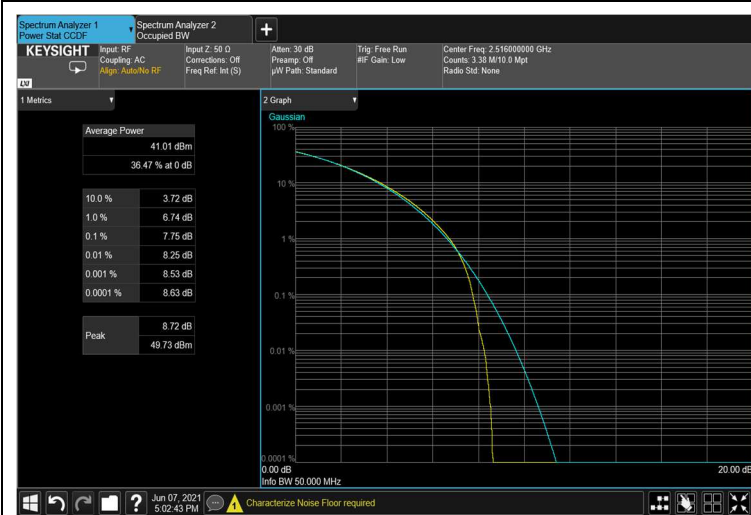 Spectrum Analyzer 1
Power Stat CCDF
Spectrum Analyzer 2
Occupied BW
KEYSIGHT
LXI
Input: RF
Coupling: AC
Align: Auto/No RF
Input Z: 50 Ω
Corrections: Off
Freq Ref: Int (S)
Atten: 30 dB
Preamp: Off
µW Path: Standard
Trig: Free Run
#IF Gain: Low
Center Freq: 2.516000000 GHz
Counts: 3.38 M/10.0 Mpt
Radio Std: None
1 Metrics
Average Power
41.01 dBm
36.47 % at 0 dB
10.0 % 3.72 dB
1.0 % 6.74 dB
0.1 % 7.75 dB
0.01 % 8.25 dB
0.001 % 8.53 dB
0.0001 % 8.63 dB
Peak
8.72 dB
49.73 dBm
2 Graph
Gaussian
100 %
10 %
1 %
0.1 %
0.01 %
0.001 %
0.0001 %
0.00 dB
20.00 dB
Info BW 50.000 MHz
?
Jun 07, 2021
5:02:43 PM
1
Characterize Noise Floor required